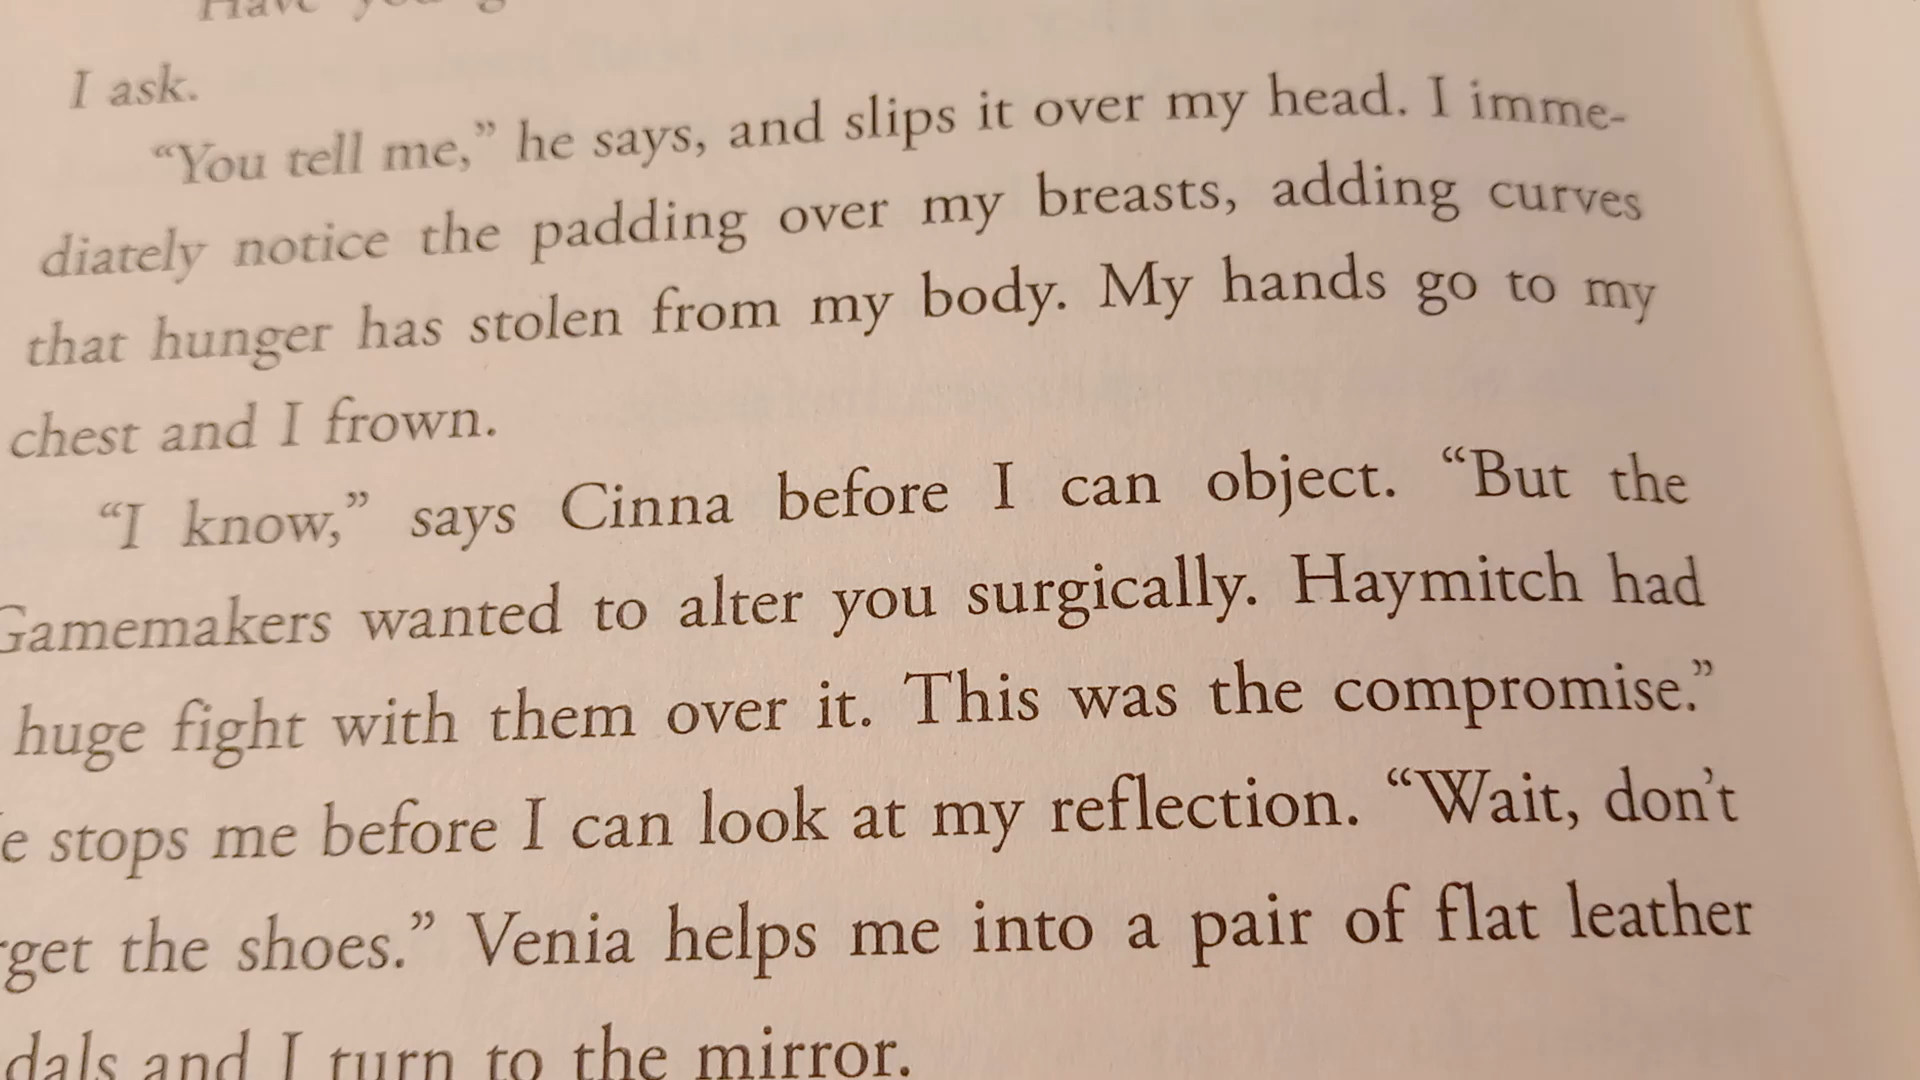 I ask.
“You tell me,” he says, and slips it over my head. I imme-
diately notice the padding over my breasts, adding curves
that hunger has stolen from my body. My hands go to my
chest and I frown.
“I know,” says Cinna before I can object. “But the
Gamemakers wanted to alter you surgically. Haymitch had
huge fight with them over it. This was the compromise.”
stops me before I can look at my reflection. “Wait, don’t
get the shoes.” Venia helps me into a pair of flat leather
dals and I turn to the mirror.